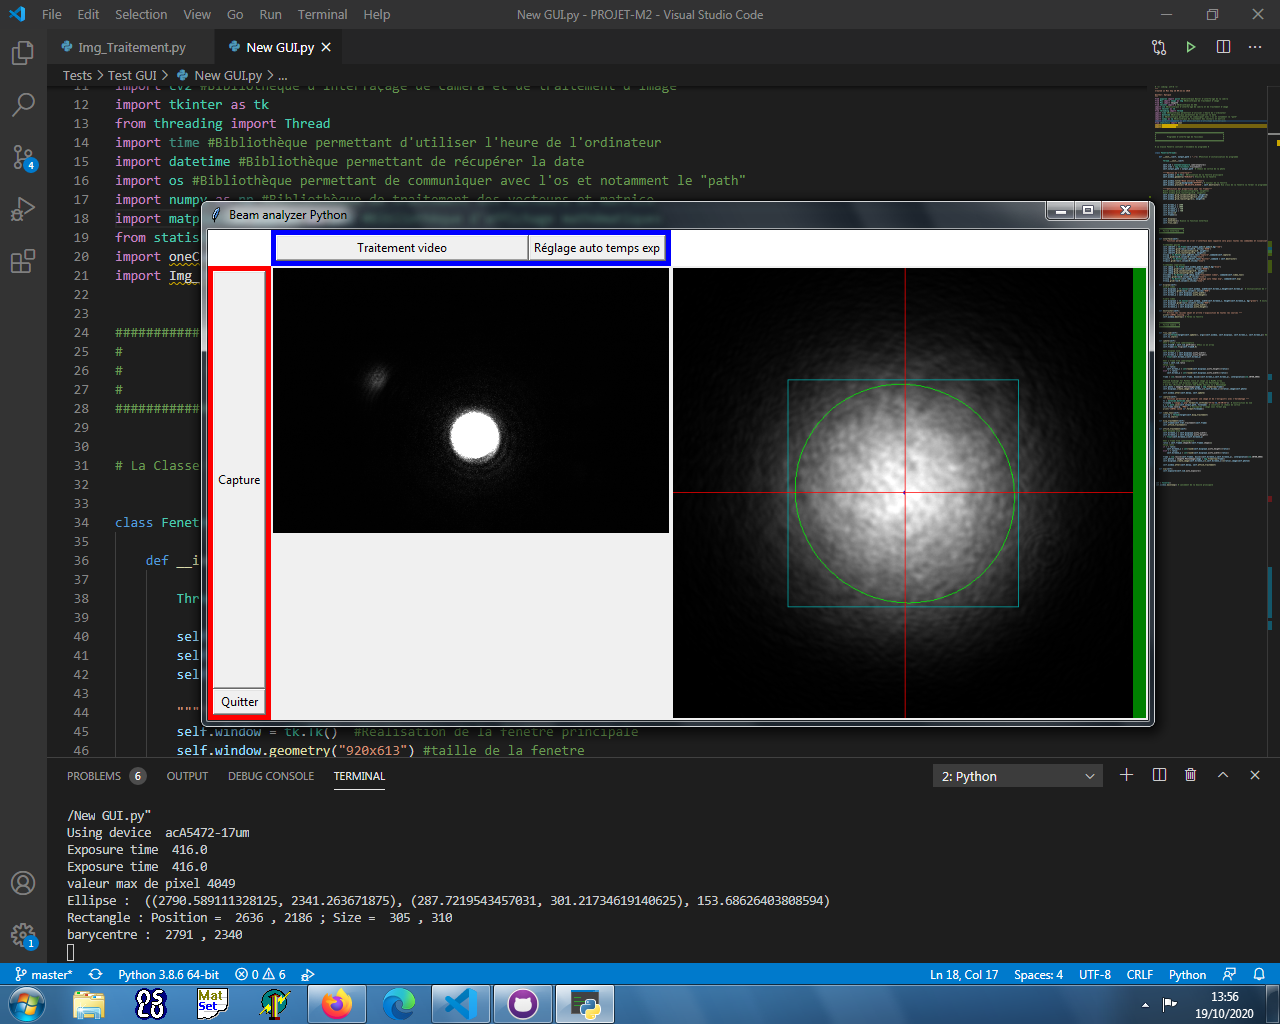 File Edit Selection View Go Run Terminal Help
New GUI.py - PROJET-M2 - Visual Studio Code
Img_Traitement.py
New GUI.py
Tests > Test GUI > New GUI.py > ...
11 import cv2 #Bibliothèque d'interfaçage de caméra et de traitement d'image
12 import tkinter as tk
13 from threading import Thread
14 import time #Bibliothèque permettant d'utiliser l'heure de l'ordinateur
15 import datetime #Bibliothèque permettant de récupérer la date
16 import os #Bibliothèque permettant de communiquer avec l'os et notamment le "path"
17 import numpy as np #Bibliothèque de traitement des vecteurs et matrice
18 import matp
19 from statis
20 import oneC
21 import Img_
22
23
24 ###########
25 #
26 #
27 #
28 ###########
29
30
31 # La Classe
32
33
34 class Fenet
35
36 def __i
37
38 Thr
39
40 sel
41 sel
42 sel
43
44 """
45 self.window = tk.Tk() #Réalisation de la fenetre principale
46 self.window.geometry("920x613") #taille de la fenetre
Beam analyzer Python
Traitement video
Réglage auto temps exp
Capture
Quitter
PROBLEMS 6 OUTPUT DEBUG CONSOLE TERMINAL
2: Python
/New GUI.py"
Using device  acA5472-17um
Exposure time  416.0
Exposure time  416.0
valeur max de pixel 4049
Ellipse :  ((2790.589111328125, 2341.263671875), (287.7219543457031, 301.21734619140625), 153.68626403808594)
Rectangle : Position =  2636 , 2186 ; Size =  305 , 310
barycentre :  2791 , 2340
4
1
master*
Python 3.8.6 64-bit
0
6
Ln 18, Col 17
Spaces: 4
UTF-8
CRLF
Python
Mat
Set
13:56
19/10/2020